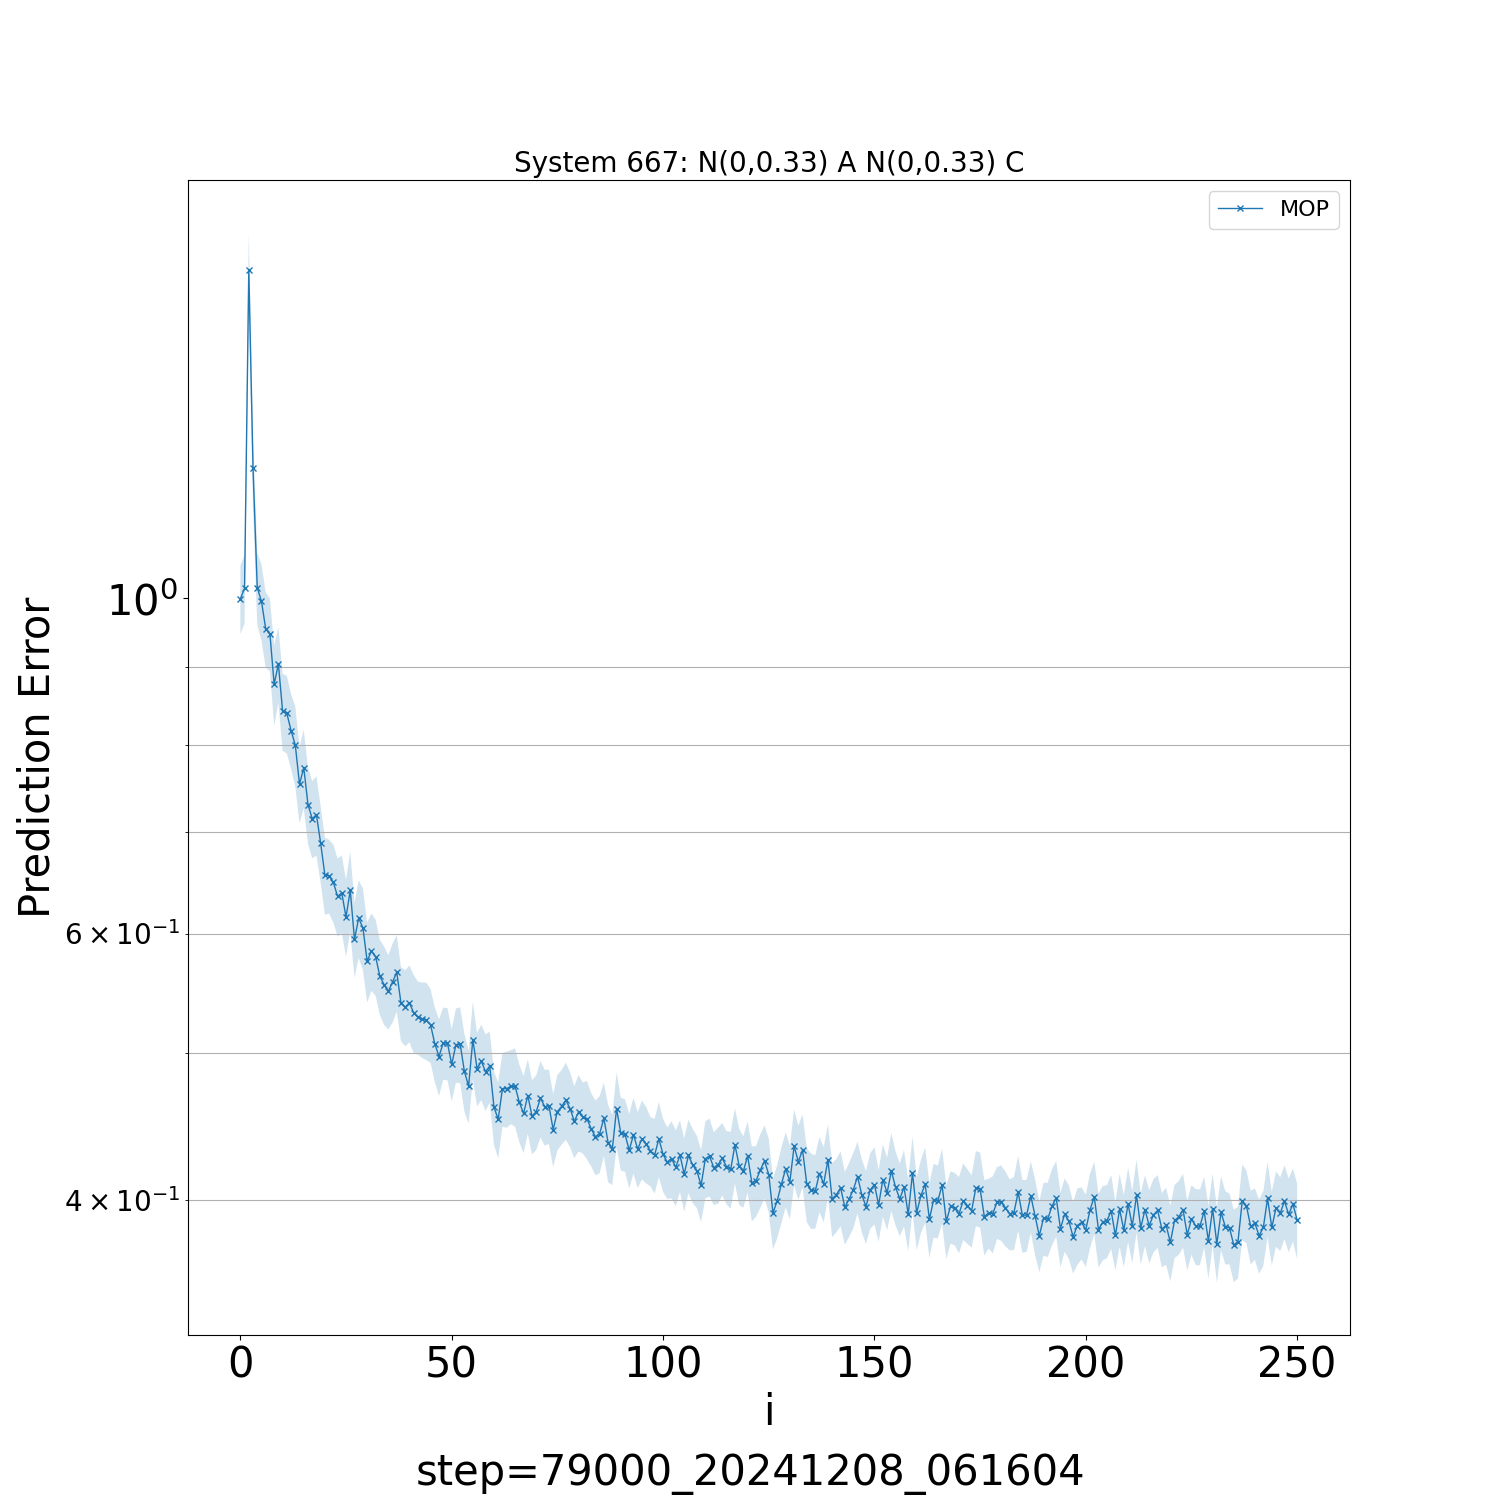 System 667: N(0,0.33) A N(0,0.33) C
MOP
Prediction Error
10⁰
6 × 10⁻¹
4 × 10⁻¹
0 50 100 150 200 250
i
step=79000_20241208_061604